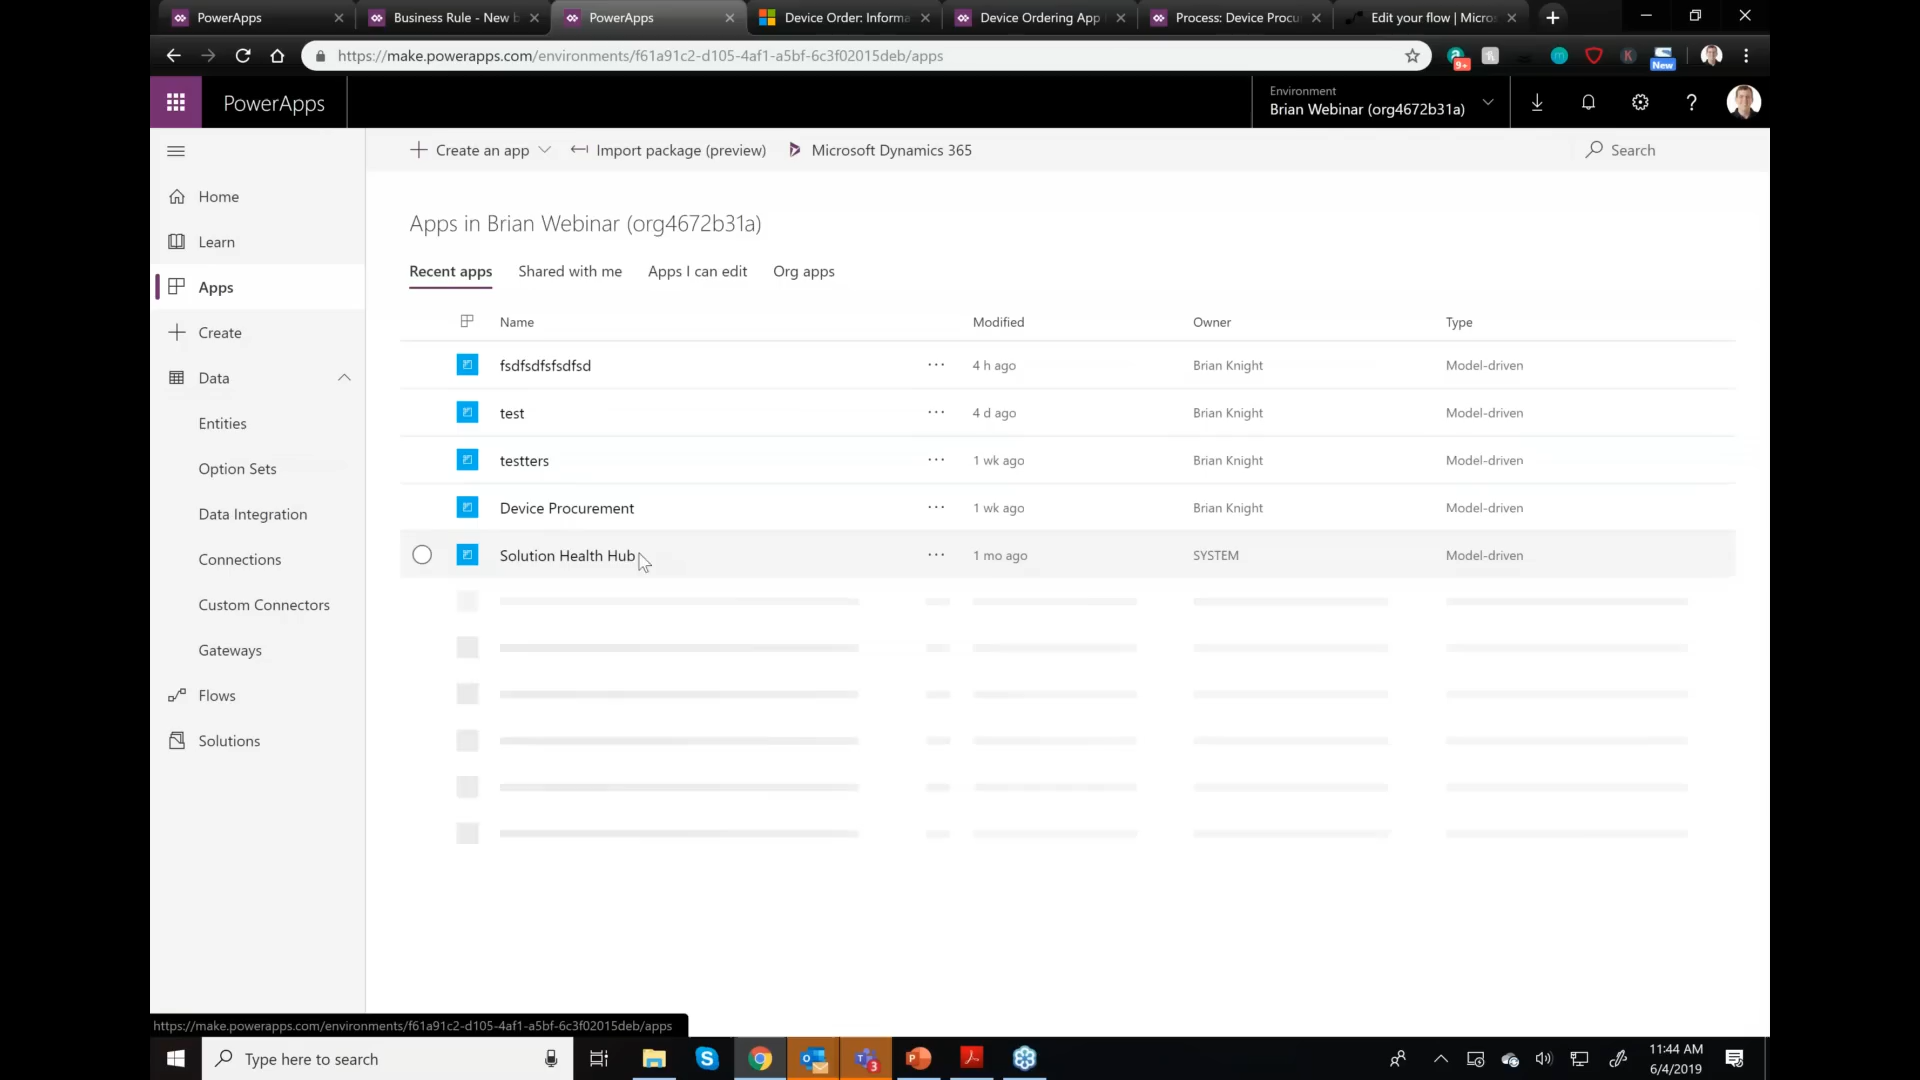 PowerApps
Business Rule - New b
PowerApps
Device Order: Informa
Device Ordering App
Process: Device Procu
Edit your flow | Micros
https://make.powerapps.com/environments/f61a91c2-d105-4af1-a5bf-6c3f02015deb/apps
9+
K
New
PowerApps
Environment
Brian Webinar (org4672b31a)
Create an app
Import package (preview)
Microsoft Dynamics 365
Search
Home
Learn
Apps
Create
Data
Entities
Option Sets
Data Integration
Connections
Custom Connectors
Gateways
Flows
Solutions
Apps in Brian Webinar (org4672b31a)
Recent apps Shared with me Apps I can edit Org apps
Name Modified Owner Type
fsdfsdfsfsdfsd ... 4 h ago Brian Knight Model-driven
test ... 4 d ago Brian Knight Model-driven
testters ... 1 wk ago Brian Knight Model-driven
Device Procurement ... 1 wk ago Brian Knight Model-driven
Solution Health Hub ... 1 mo ago SYSTEM Model-driven
https://make.powerapps.com/environments/f61a91c2-d105-4af1-a5bf-6c3f02015deb/apps
Type here to search
3
11:44 AM
6/4/2019